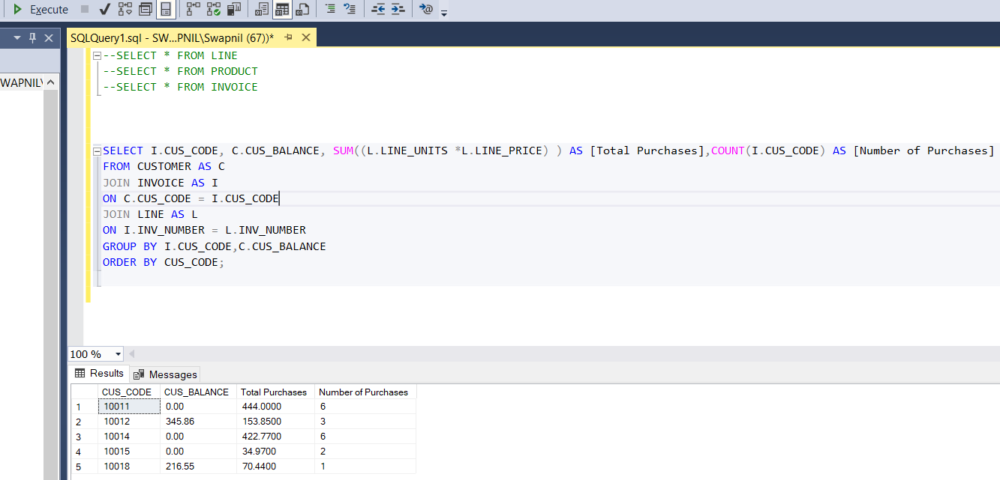 Execute
SQLQuery1.sql - SW...PNIL\Swapnil (67))*
WAPNIL\
--SELECT * FROM LINE
--SELECT * FROM PRODUCT
--SELECT * FROM INVOICE
SELECT I.CUS_CODE, C.CUS_BALANCE, SUM((L.LINE_UNITS *L.LINE_PRICE) ) AS [Total Purchases],COUNT(I.CUS_CODE) AS [Number of Purchases]
FROM CUSTOMER AS C
JOIN INVOICE AS I
ON C.CUS_CODE = I.CUS_CODE
JOIN LINE AS L
ON I.INV_NUMBER = L.INV_NUMBER
GROUP BY I.CUS_CODE,C.CUS_BALANCE
ORDER BY CUS_CODE;
100 %
Results Messages
CUS_CODE CUS_BALANCE Total Purchases Number of Purchases
1 10011 0.00 444.0000 6
2 10012 345.86 153.8500 3
3 10014 0.00 422.7700 6
4 10015 0.00 34.9700 2
5 10018 216.55 70.4400 1